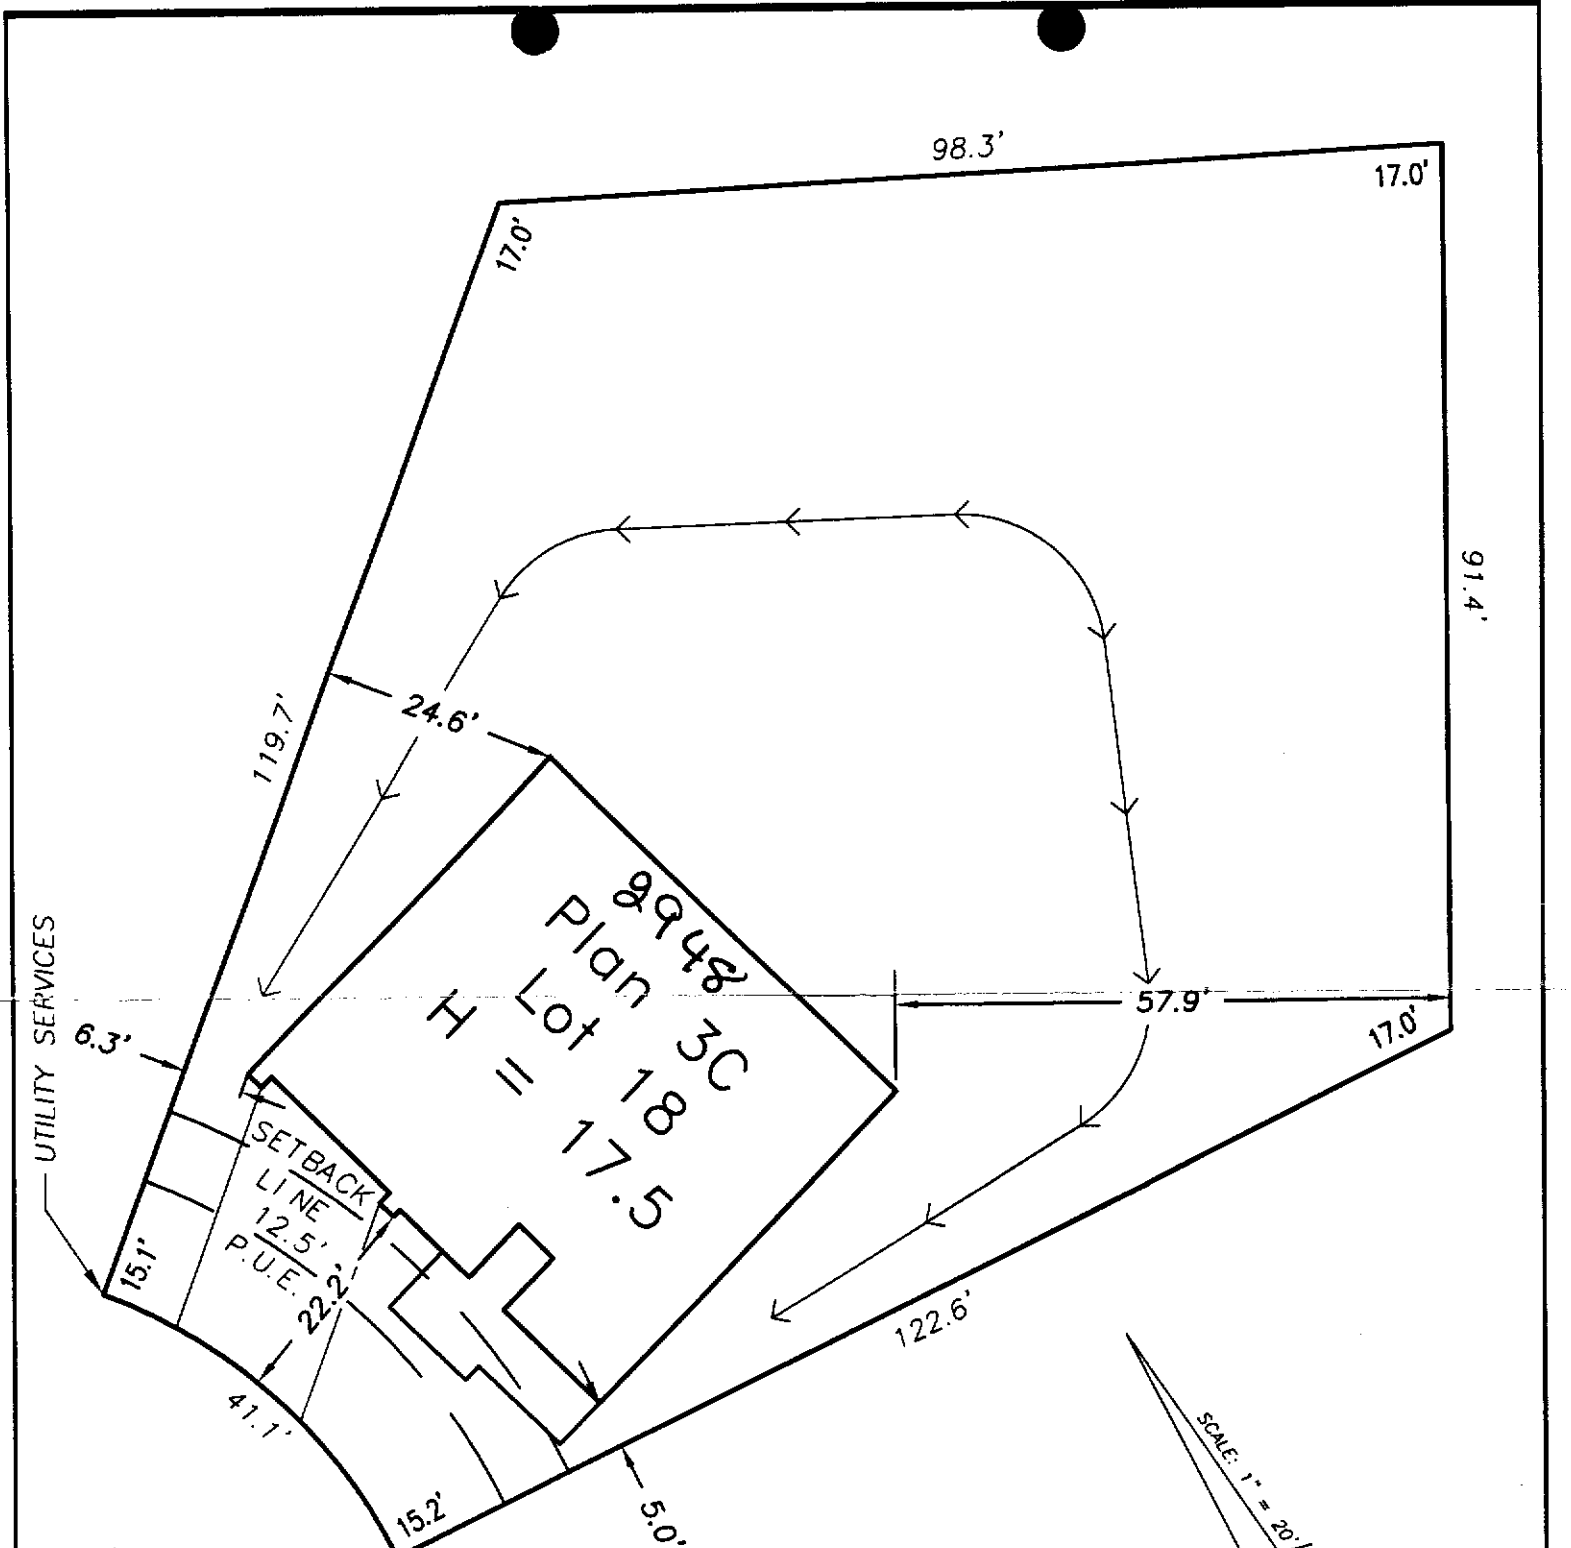 98.3'
17.0'
17.0'
91.4'
24.6'
119.7'
2948
Plan 3C
Lot 18
H = 17.5
57.9'
17.0'
UTILITY SERVICES
6.3'
SETBACK
LINE
12.5'
P.U.E.
15.1'
22.2'
41.1'
122.6'
15.2'
5.0'
SCALE: 1" = 20'